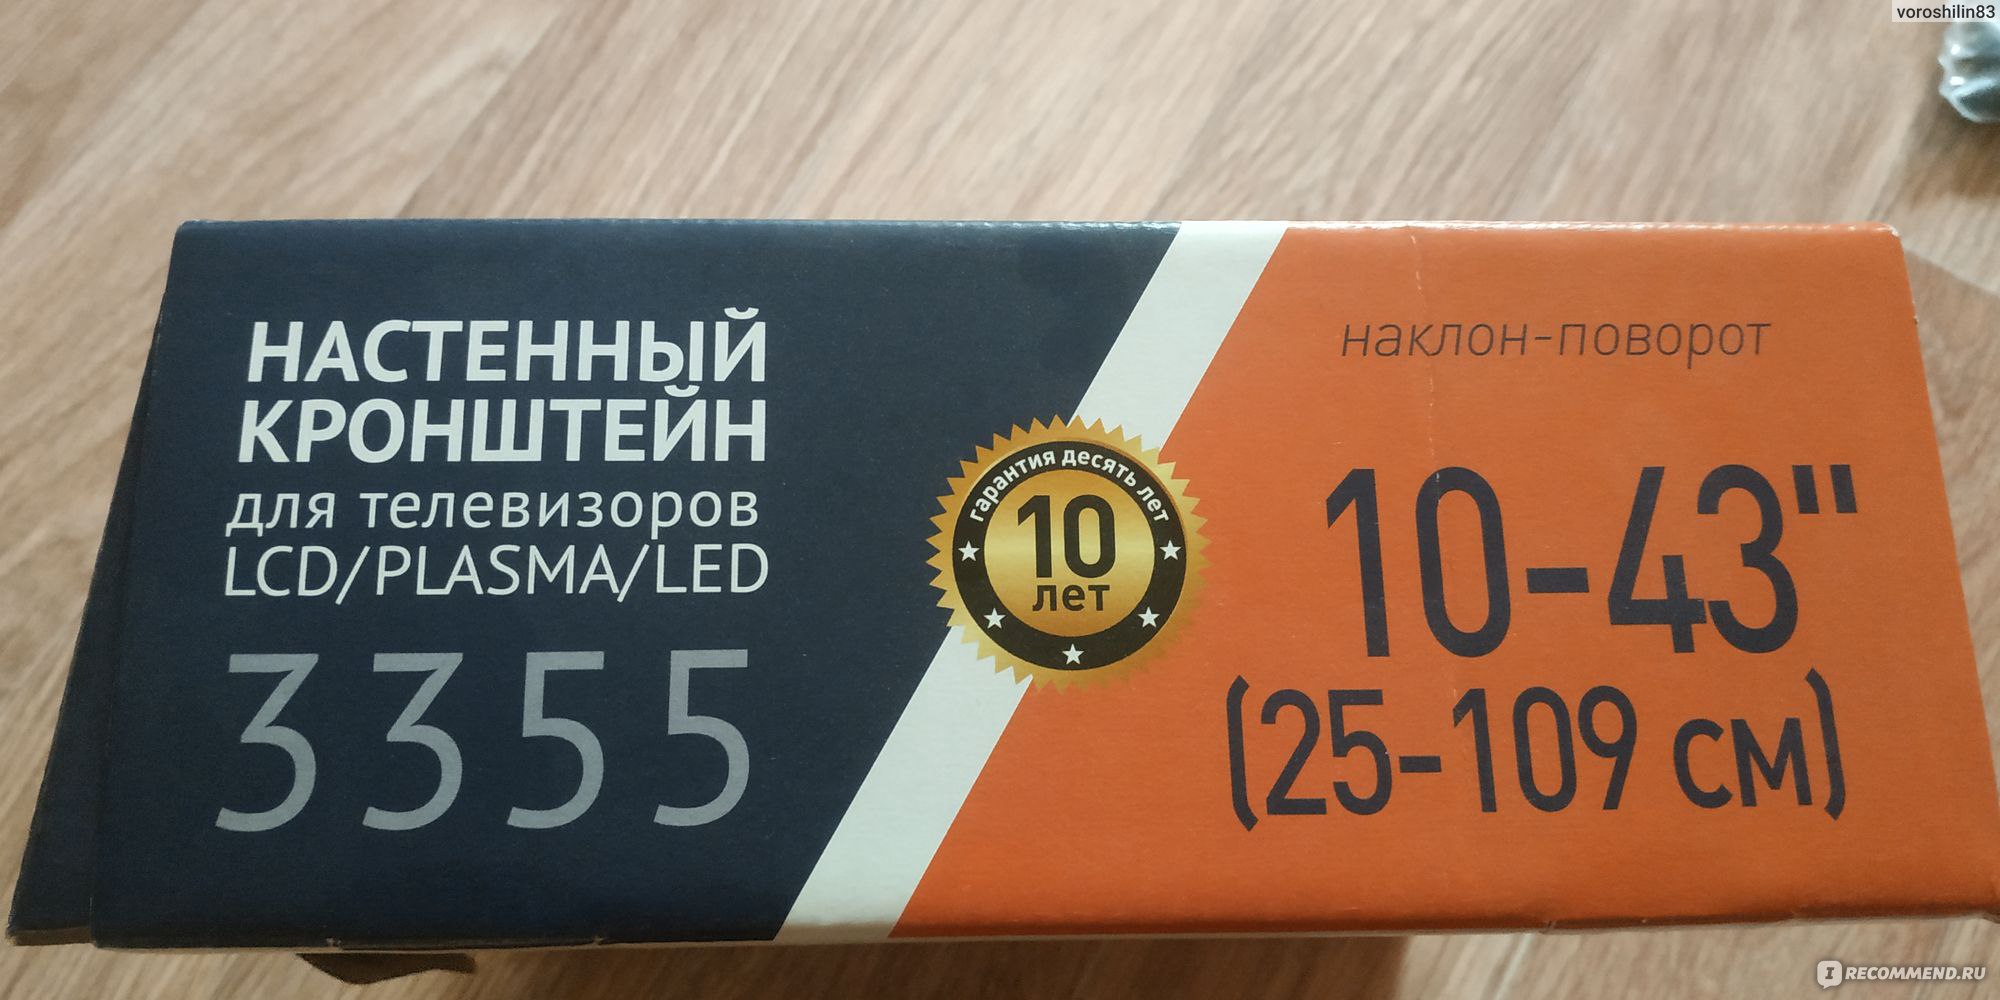 voroshilin83
НАСТЕННЫЙ
КРОНШТЕЙН
для телевизоров
LCD/PLASMA/LED
3355
гарантия десять лет
10
лет
наклон-поворот
10-43"
(25-109 см)
I RECOMMEND.RU